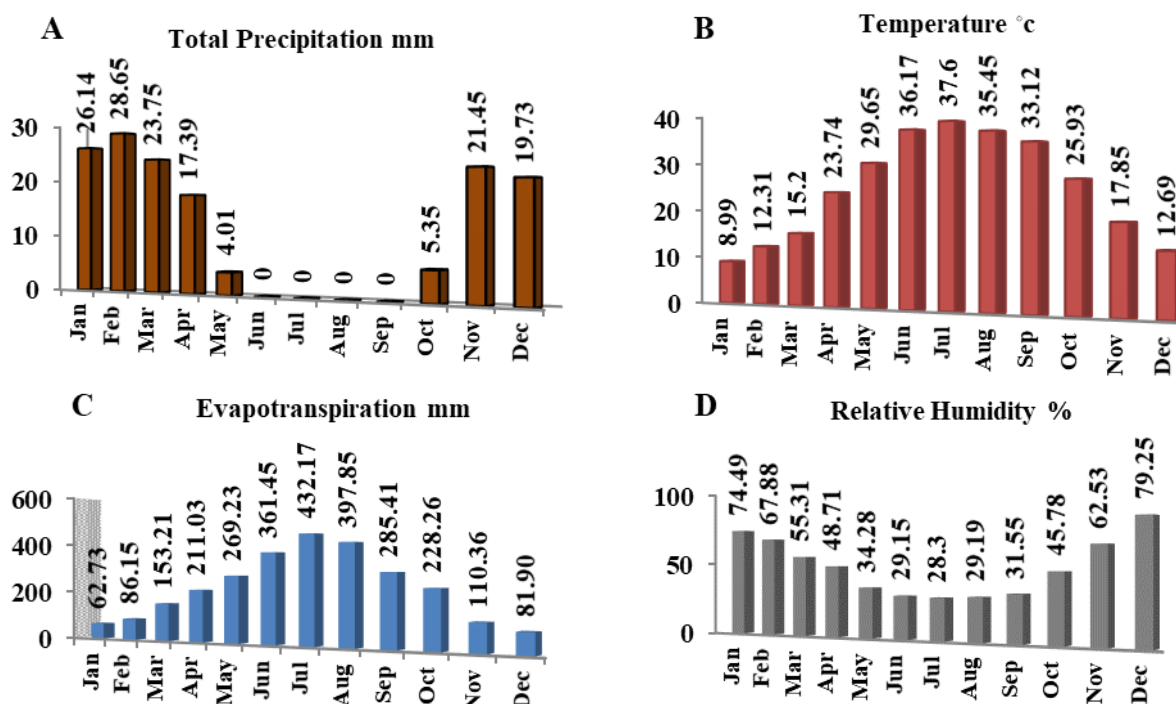 A
Total Precipitation mm
30
20
10
0
26.14
28.65
23.75
17.39
4.01
0
0
0
0
5.35
21.45
19.73
Jan
Feb
Mar
Apr
May
Jun
Jul
Aug
Sep
Oct
Nov
Dec
B
Temperature °c
40
30
20
10
0
8.99
12.31
15.2
23.74
29.65
36.17
37.6
35.45
33.12
25.93
17.85
12.69
Jan
Feb
Mar
Apr
May
Jun
Jul
Aug
Sep
Oct
Nov
Dec
C
Evapotranspiration mm
600
400
200
0
62.73
86.15
153.21
211.03
269.23
361.45
432.17
397.85
285.41
228.26
110.36
81.90
Jan
Feb
Mar
Apr
May
Jun
Jul
Aug
Sep
Oct
Nov
Dec
D
Relative Humidity %
100
50
0
74.49
67.88
55.31
48.71
34.28
29.15
28.3
29.19
31.55
45.78
62.53
79.25
Jan
Feb
Mar
Apr
May
Jun
Jul
Aug
Sep
Oct
Nov
Dec